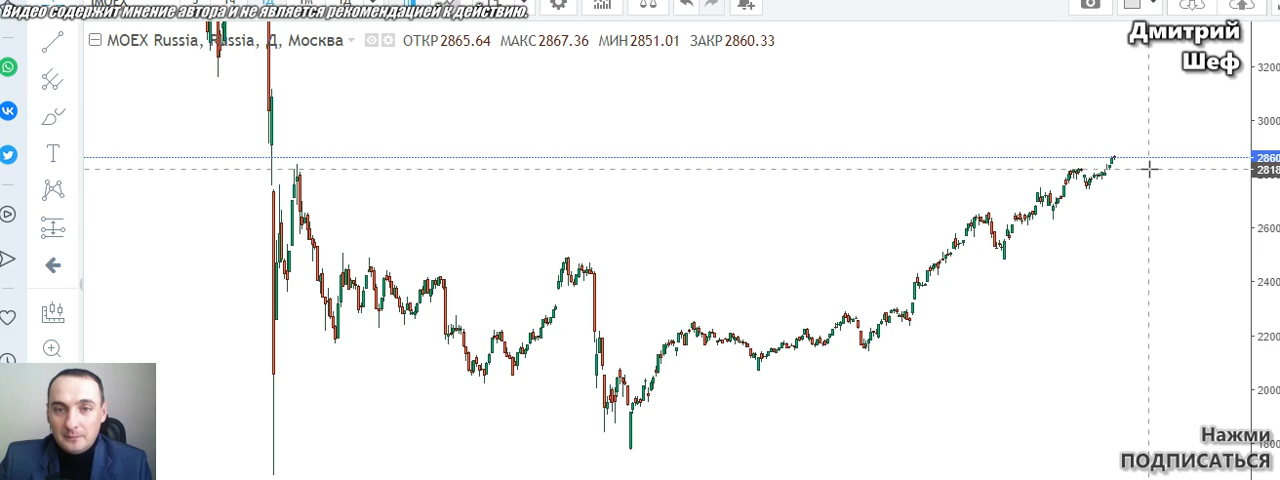 Видео содержит мнение автора и не является рекомендацией к действию.
MOEX Russia, Russia, Д, Москва ОТКР 2865.64 МАКС 2867.36 МИН 2851.01 ЗАКР 2860.33
Дмитрий
Шеф
3200
3000
2860
2818
2600
2400
2200
2000
1800
Нажми
ПОДПИСАТЬСЯ